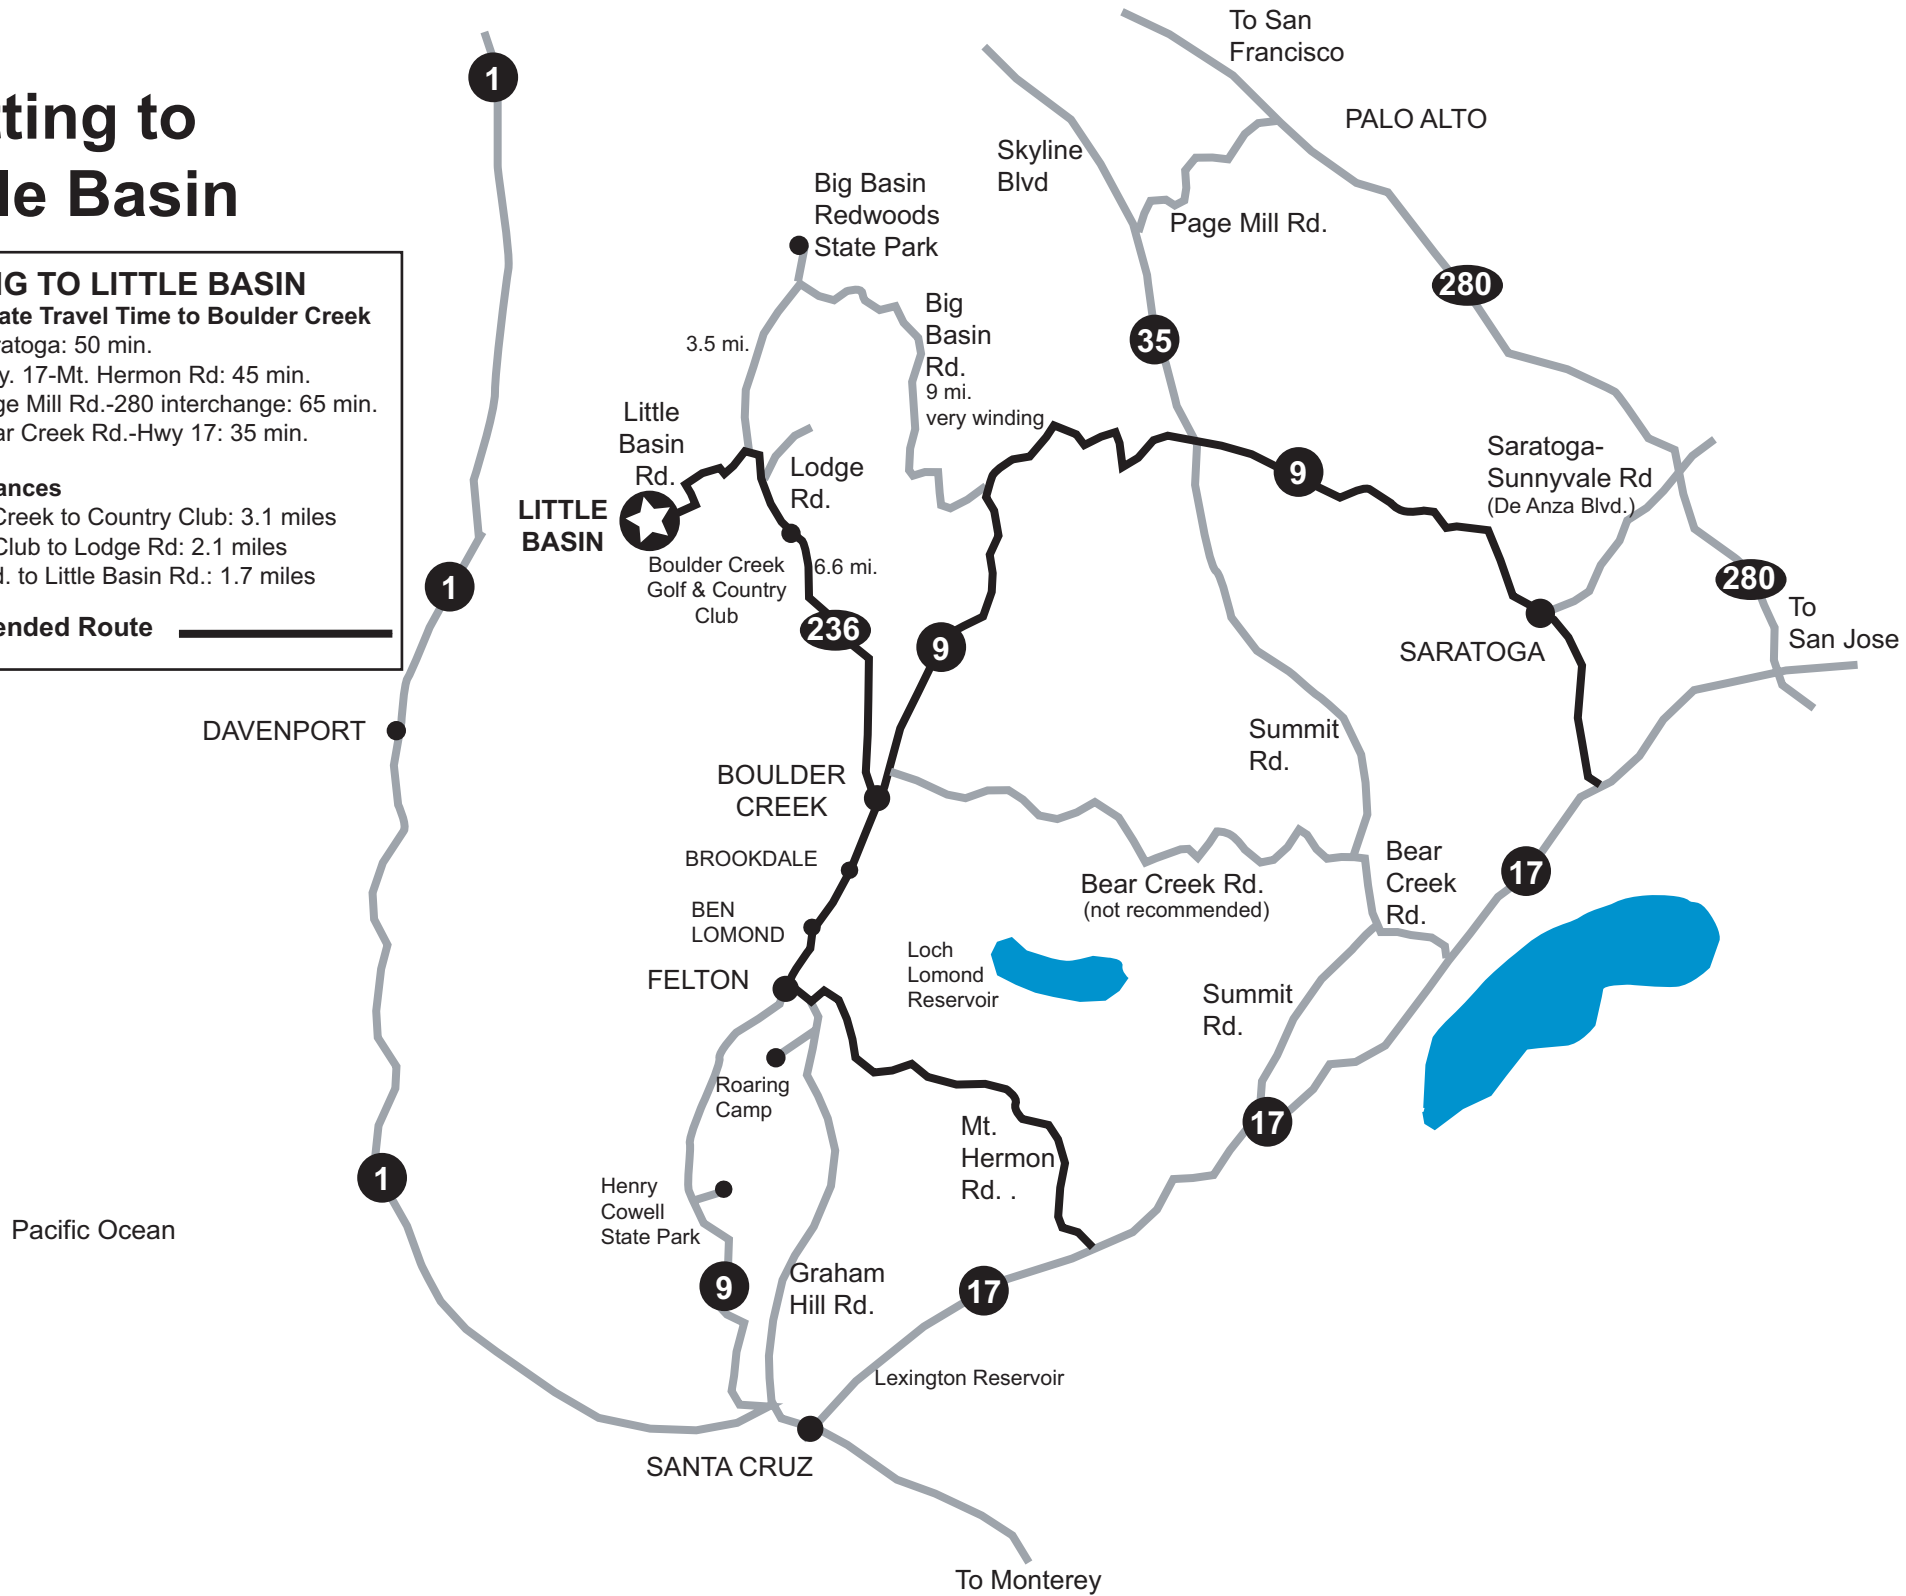 tting to
le Basin
NG TO LITTLE BASIN
ate Travel Time to Boulder Creek
ratoga: 50 min.
y. 17-Mt. Hermon Rd: 45 min.
ge Mill Rd.-280 interchange: 65 min.
ar Creek Rd.-Hwy 17: 35 min.
ances
Creek to Country Club: 3.1 miles
Club to Lodge Rd: 2.1 miles
d. to Little Basin Rd.: 1.7 miles
ended Route
1
To San
Francisco
PALO ALTO
Skyline
Blvd
Page Mill Rd.
280
35
Big Basin
Redwoods
State Park
Big
Basin
Rd.
9 mi.
very winding
3.5 mi.
Little
Basin
Rd.
LITTLE
BASIN
Lodge
Rd.
Boulder Creek
Golf & Country
Club
6.6 mi.
236
9
9
Saratoga-
Sunnyvale Rd
(De Anza Blvd.)
280
To
San Jose
SARATOGA
1
DAVENPORT
BOULDER
CREEK
Summit
Rd.
BROOKDALE
BEN
LOMOND
FELTON
Bear Creek Rd.
(not recommended)
Bear
Creek
Rd.
17
Loch
Lomond
Reservoir
Summit
Rd.
17
Roaring
Camp
Mt.
Hermon
Rd. .
1
Henry
Cowell
State Park
Pacific Ocean
9
Graham
Hill Rd.
17
Lexington Reservoir
SANTA CRUZ
To Monterey